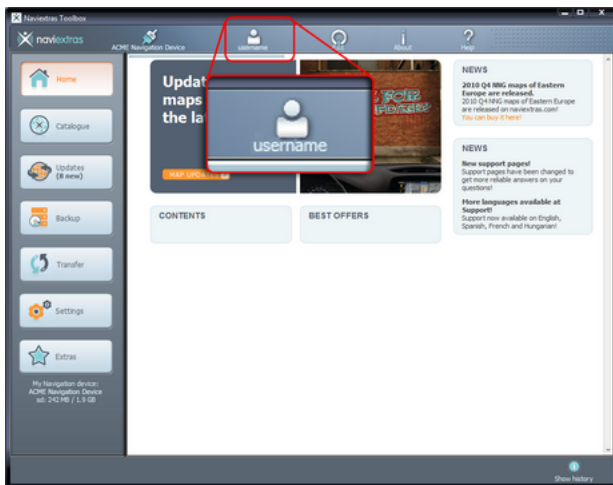 Naviextras Toolbox
naviextras
ACME Navigation Device
username
About
Help
Home
Catalogue
Updates
(8 new)
Backup
Transfer
Settings
Extras
My Navigation device:
ACME Navigation Device
sd: 242 MB / 1.9 GB
Updat
maps
the la
MAP UPDATES
username
CONTENTS
BEST OFFERS
NEWS
2010 Q4 NNG maps of Eastern
Europe are released.
2010 Q4 NNG maps of Eastern Europe
are released on naviextras.com!
You can buy it here!
NEWS
New support pages!
Support pages have been changed to
get more reliable answers on your
questions!
More languages available at
Support!
Support now available on English,
Spanish, French and Hungarian!
Show history